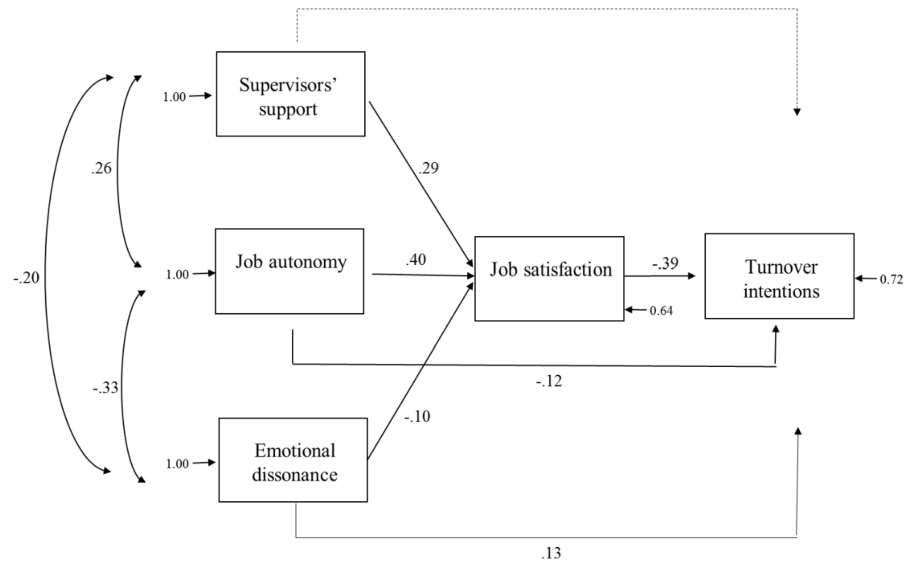 Supervisors’
support
1.00
.26
.29
-.20
Job autonomy
1.00
.40
Job satisfaction
-.39
Turnover
intentions
0.72
0.64
-.12
-.33
-.10
Emotional
dissonance
1.00
.13